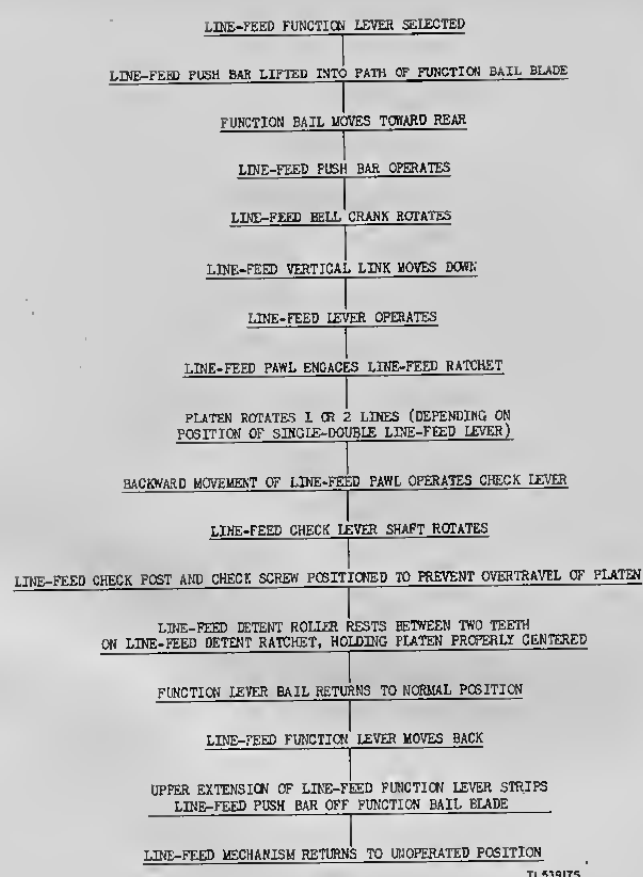 LINE-FEED FUNCTION LEVER SELECTED
LINE-FEED PUSH BAR LIFTED INTO PATH OF FUNCTION BAIL BLADE
FUNCTION BAIL MOVES TOWARD REAR
LINE-FEED PUSH BAR OPERATES
LINE-FEED BELL CRANK ROTATES
LINE-FEED VERTICAL LINK MOVES DOWN
LINE-FEED LEVER OPERATES
LINE-FEED PAWL ENGAGES LINE-FEED RATCHET
PLATEN ROTATES 1 OR 2 LINES (DEPENDING ON
POSITION OF SINGLE-DOUBLE LINE-FEED LEVER)
BACKWARD MOVEMENT OF LINE-FEED PAWL OPERATES CHECK LEVER
LINE-FEED CHECK LEVER SHAFT ROTATES
LINE-FEED CHECK POST AND CHECK SCREW POSITIONED TO PREVENT OVERTRAVEL OF PLATEN
LINE-FEED DETENT ROLLER RESTS BETWEEN TWO TEETH
ON LINE-FEED DETENT RATCHET, HOLDING PLATEN PROPERLY CENTERED
FUNCTION LEVER BAIL RETURNS TO NORMAL POSITION
LINE-FEED FUNCTION LEVER MOVES BACK
UPPER EXTENSION OF LINE-FEED FUNCTION LEVER STRIPS
LINE-FEED PUSH BAR OFF FUNCTION BAIL BLADE
LINE-FEED MECHANISM RETURNS TO UNOPERATED POSITION
TL53917S